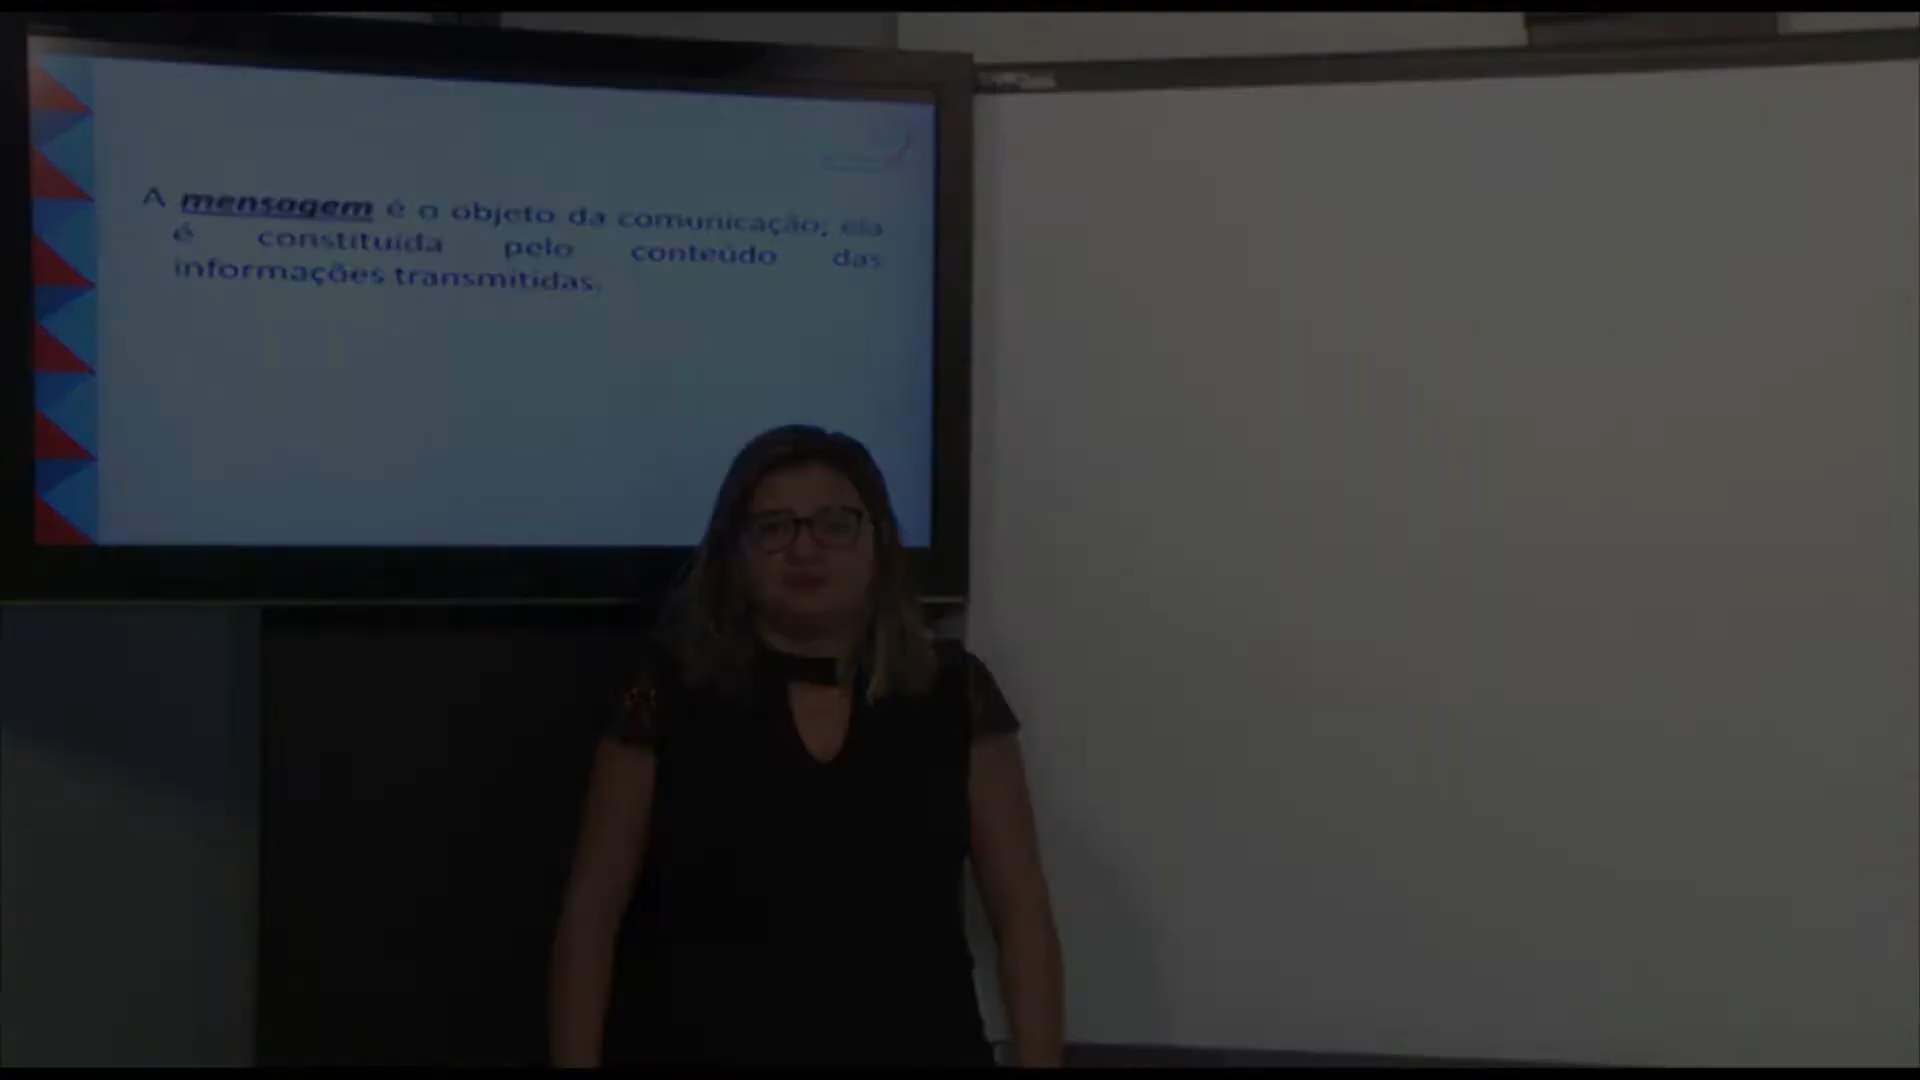 A mensagem é o objeto da comunicação; ela
é constituída pelo conteúdo das
informações transmitidas.